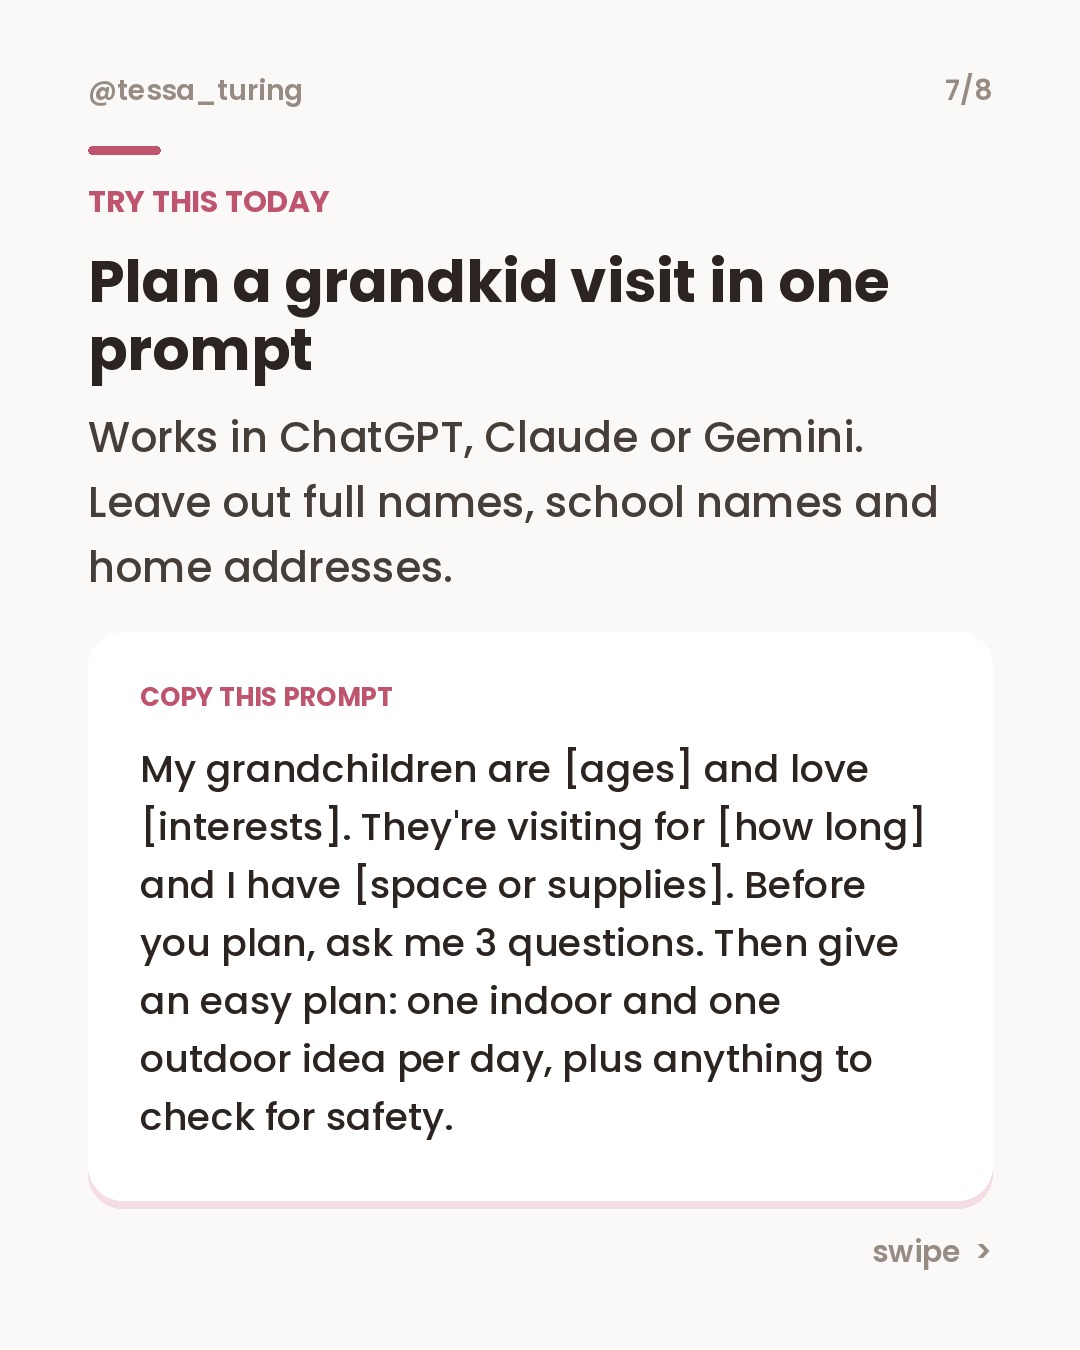 @tessa_turing
7/8
TRY THIS TODAY
Plan a grandkid visit in one
prompt
Works in ChatGPT, Claude or Gemini.
Leave out full names, school names and
home addresses.
COPY THIS PROMPT
My grandchildren are [ages] and love
[interests]. They're visiting for [how long]
and I have [space or supplies]. Before
you plan, ask me 3 questions. Then give
an easy plan: one indoor and one
outdoor idea per day, plus anything to
check for safety.
swipe >